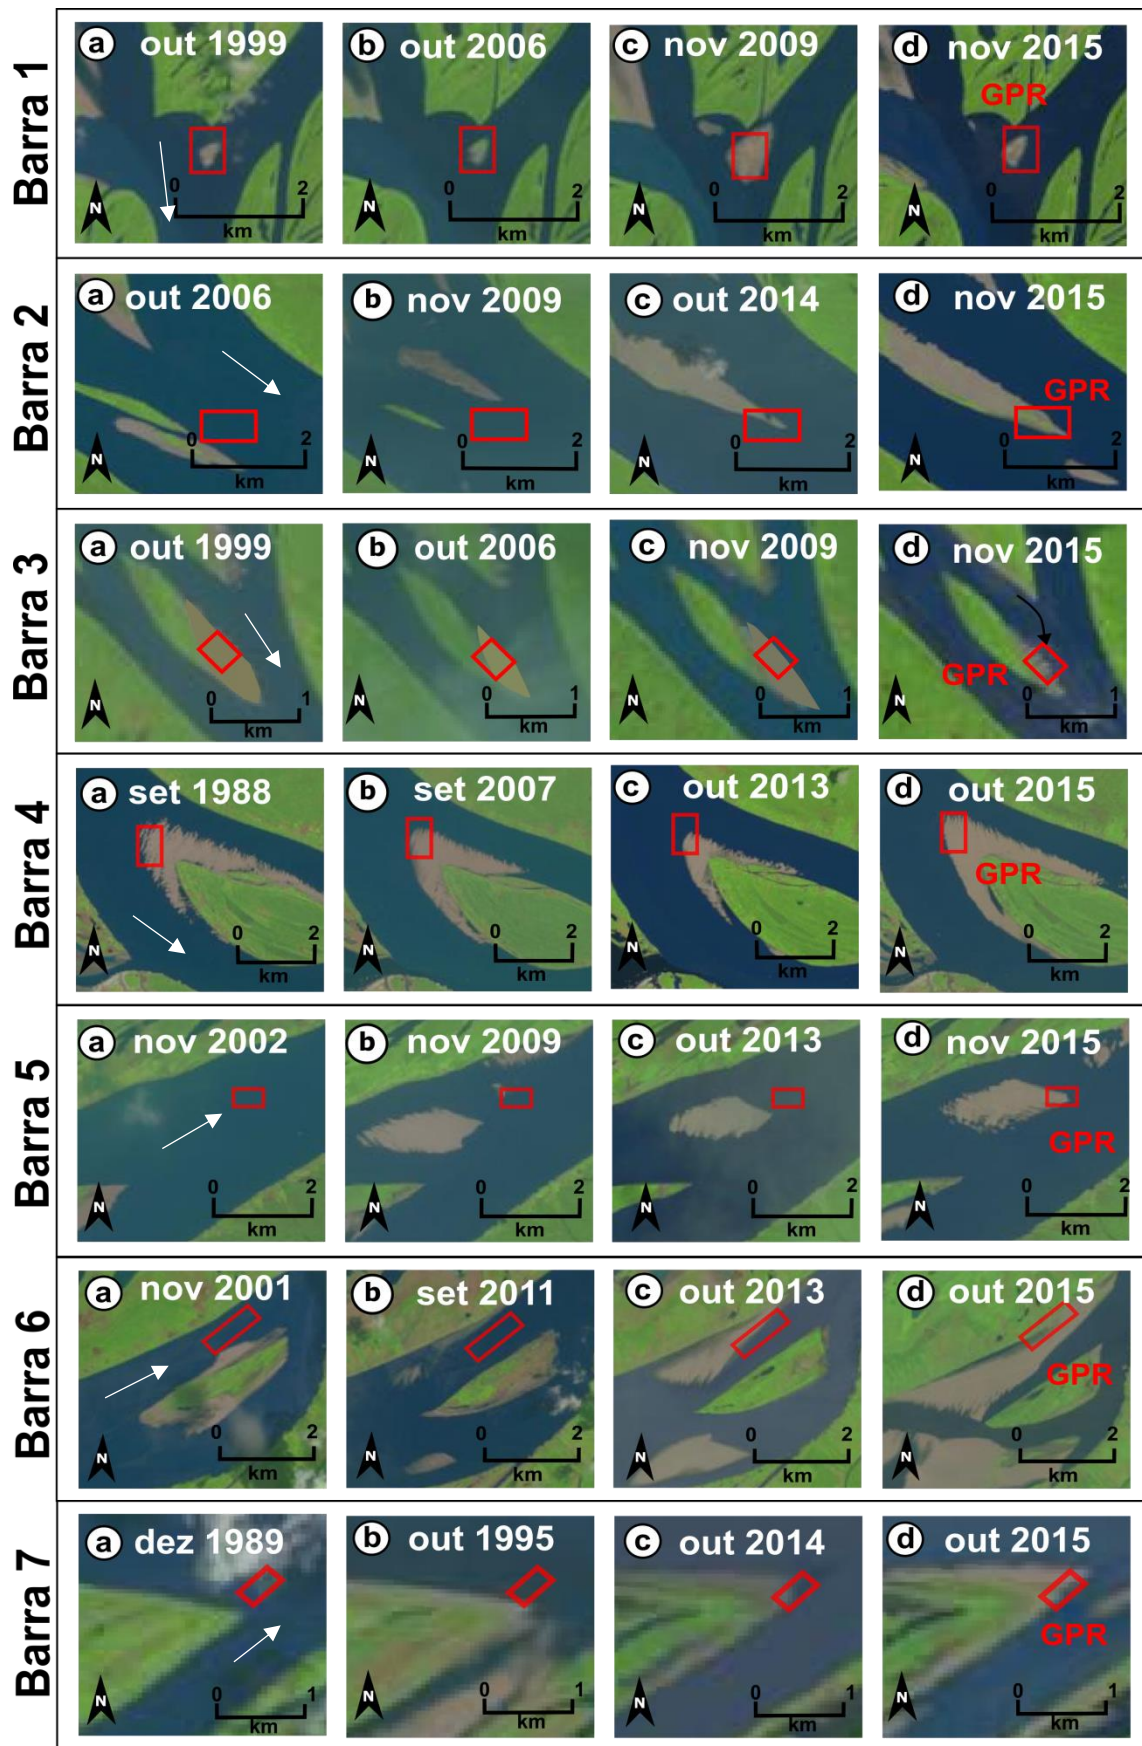 Barra 1
a out 1999
b out 2006
c nov 2009
d nov 2015
GPR
N 0 2 km
N 0 2 km
N 0 2 km
N 0 2 km
Barra 2
a out 2006
b nov 2009
c out 2014
d nov 2015
GPR
N 0 2 km
N 0 2 km
N 0 2 km
N 0 2 km
Barra 3
a out 1999
b out 2006
c nov 2009
d nov 2015
GPR
N 0 1 km
N 0 1 km
N 0 1 km
N 0 1 km
Barra 4
a set 1988
b set 2007
c out 2013
d out 2015
GPR
N 0 2 km
N 0 2 km
N 0 2 km
N 0 2 km
Barra 5
a nov 2002
b nov 2009
c out 2013
d nov 2015
GPR
N 0 2 km
N 0 2 km
N 0 2 km
N 0 2 km
Barra 6
a nov 2001
b set 2011
c out 2013
d out 2015
GPR
N 0 2 km
N 0 2 km
N 0 2 km
N 0 2 km
Barra 7
a dez 1989
b out 1995
c out 2014
d out 2015
GPR
N 0 1 km
N 0 1 km
N 0 1 km
N 0 1 km